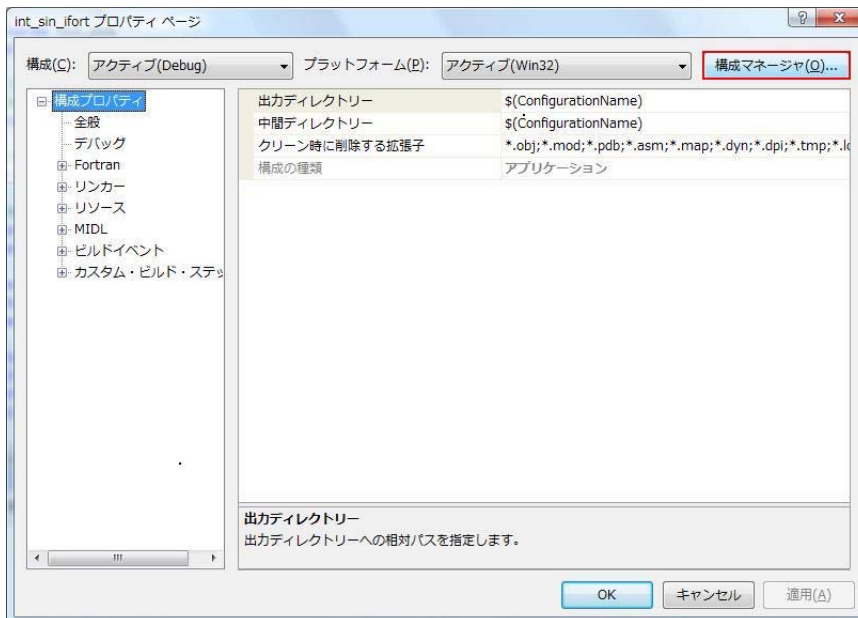 int_sin_ifort プロパティ ページ
構成(C): アクティブ(Debug) プラットフォーム(P): アクティブ(Win32) 構成マネージャ(O)...
構成プロパティ
全般
デバッグ
Fortran
リンカー
リソース
MIDL
ビルドイベント
カスタム・ビルド・ステッ
出力ディレクトリー $(ConfigurationName)
中間ディレクトリー $(ConfigurationName)
クリーン時に削除する拡張子 *.obj;*.mod;*.pdb;*.asm;*.map;*.dyn;*.dpi;*.tmp;*.lo
構成の種類 アプリケーション
出力ディレクトリー
出力ディレクトリーへの相対パスを指定します。
OK キャンセル 適用(A)